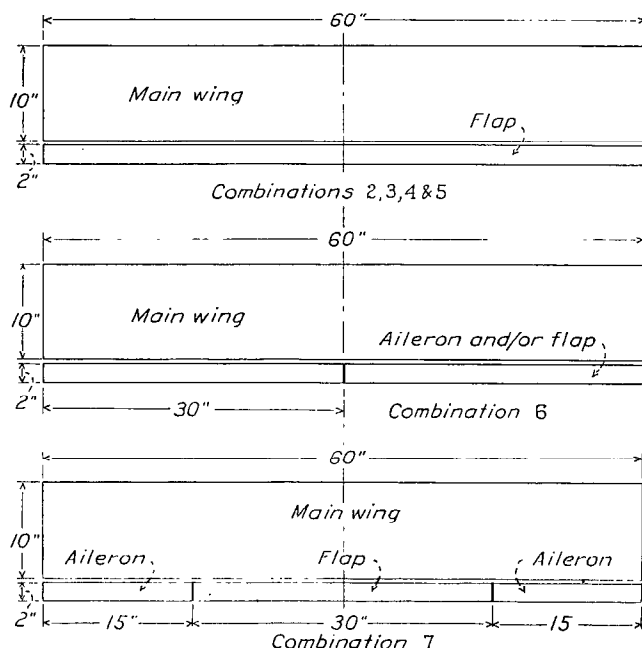 60"
10"
Main wing
Flap
2"
Combinations 2,3,4&5
60"
10"
Main wing
Aileron and/or flap
2"
30"
Combination 6
60"
10"
Main wing
Aileron Flap Aileron
2"
15" 30" 15
Combination 7